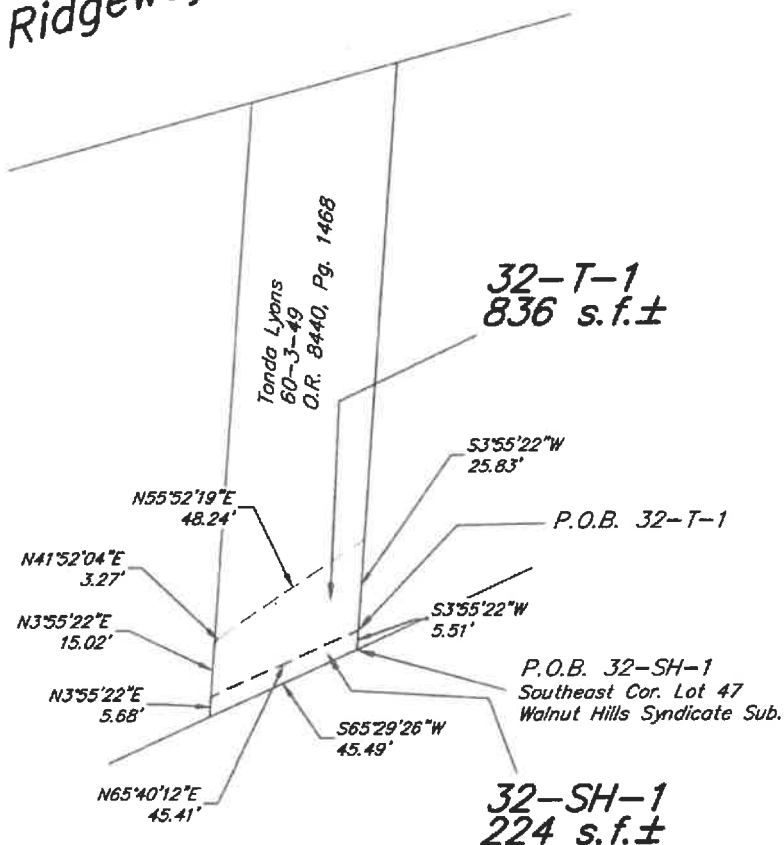 32-T-1
836 s.f.±
Tonda Lyons
60-3-49
O.R. 8440, Pg. 1468
S3°55'22"W
25.83'
N55°52'19"E
48.24'
P.O.B. 32-T-1
N41°52'04"E
3.27'
S3°55'22"W
5.51'
N3°55'22"E
15.02'
P.O.B. 32-SH-1
Southeast Cor. Lot 47
Walnut Hills Syndicate Sub.
N3°55'22"E
5.68'
S65°29'26"W
45.49'
N65°40'12"E
45.41'
32-SH-1
224 s.f.±